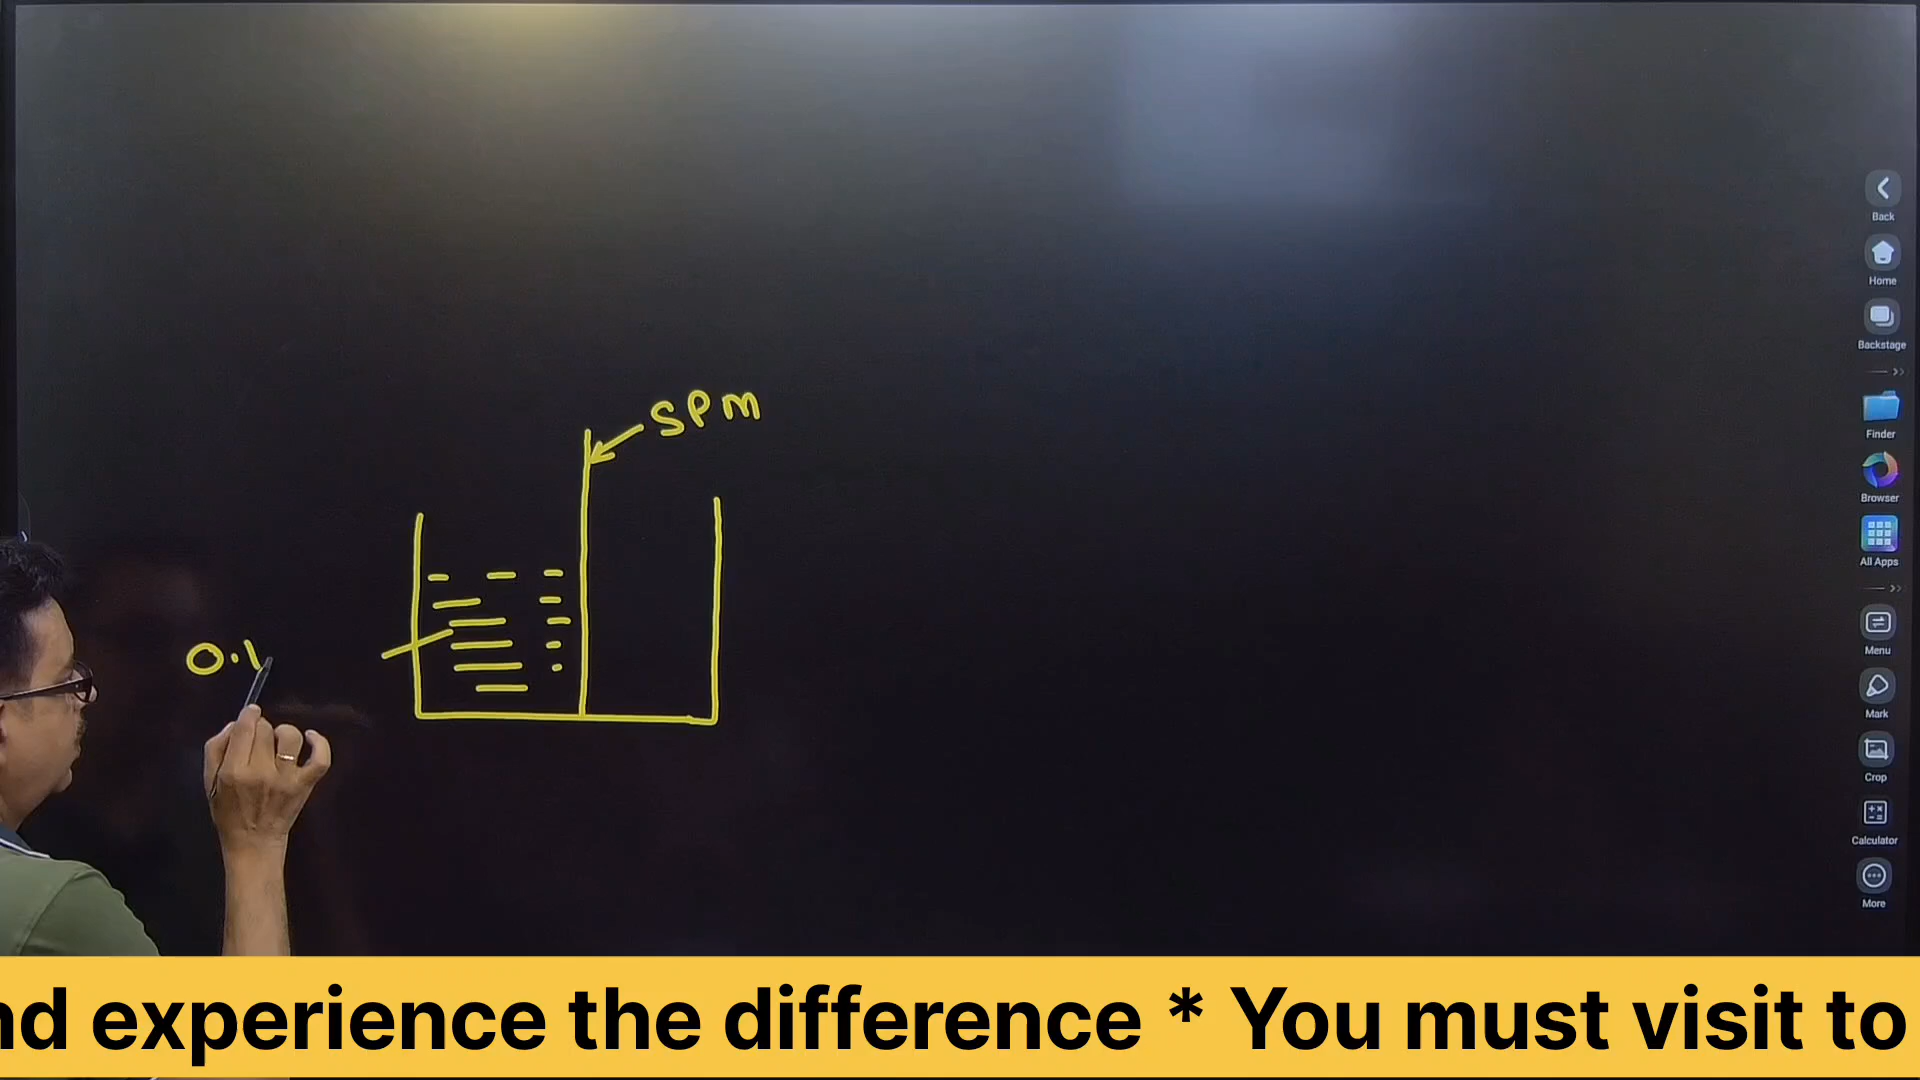 SPM
0.1
Back
Home
Backstage
Finder
Browser
All Apps
Menu
Mark
Crop
Calculator
More
nd experience the difference * You must visit to